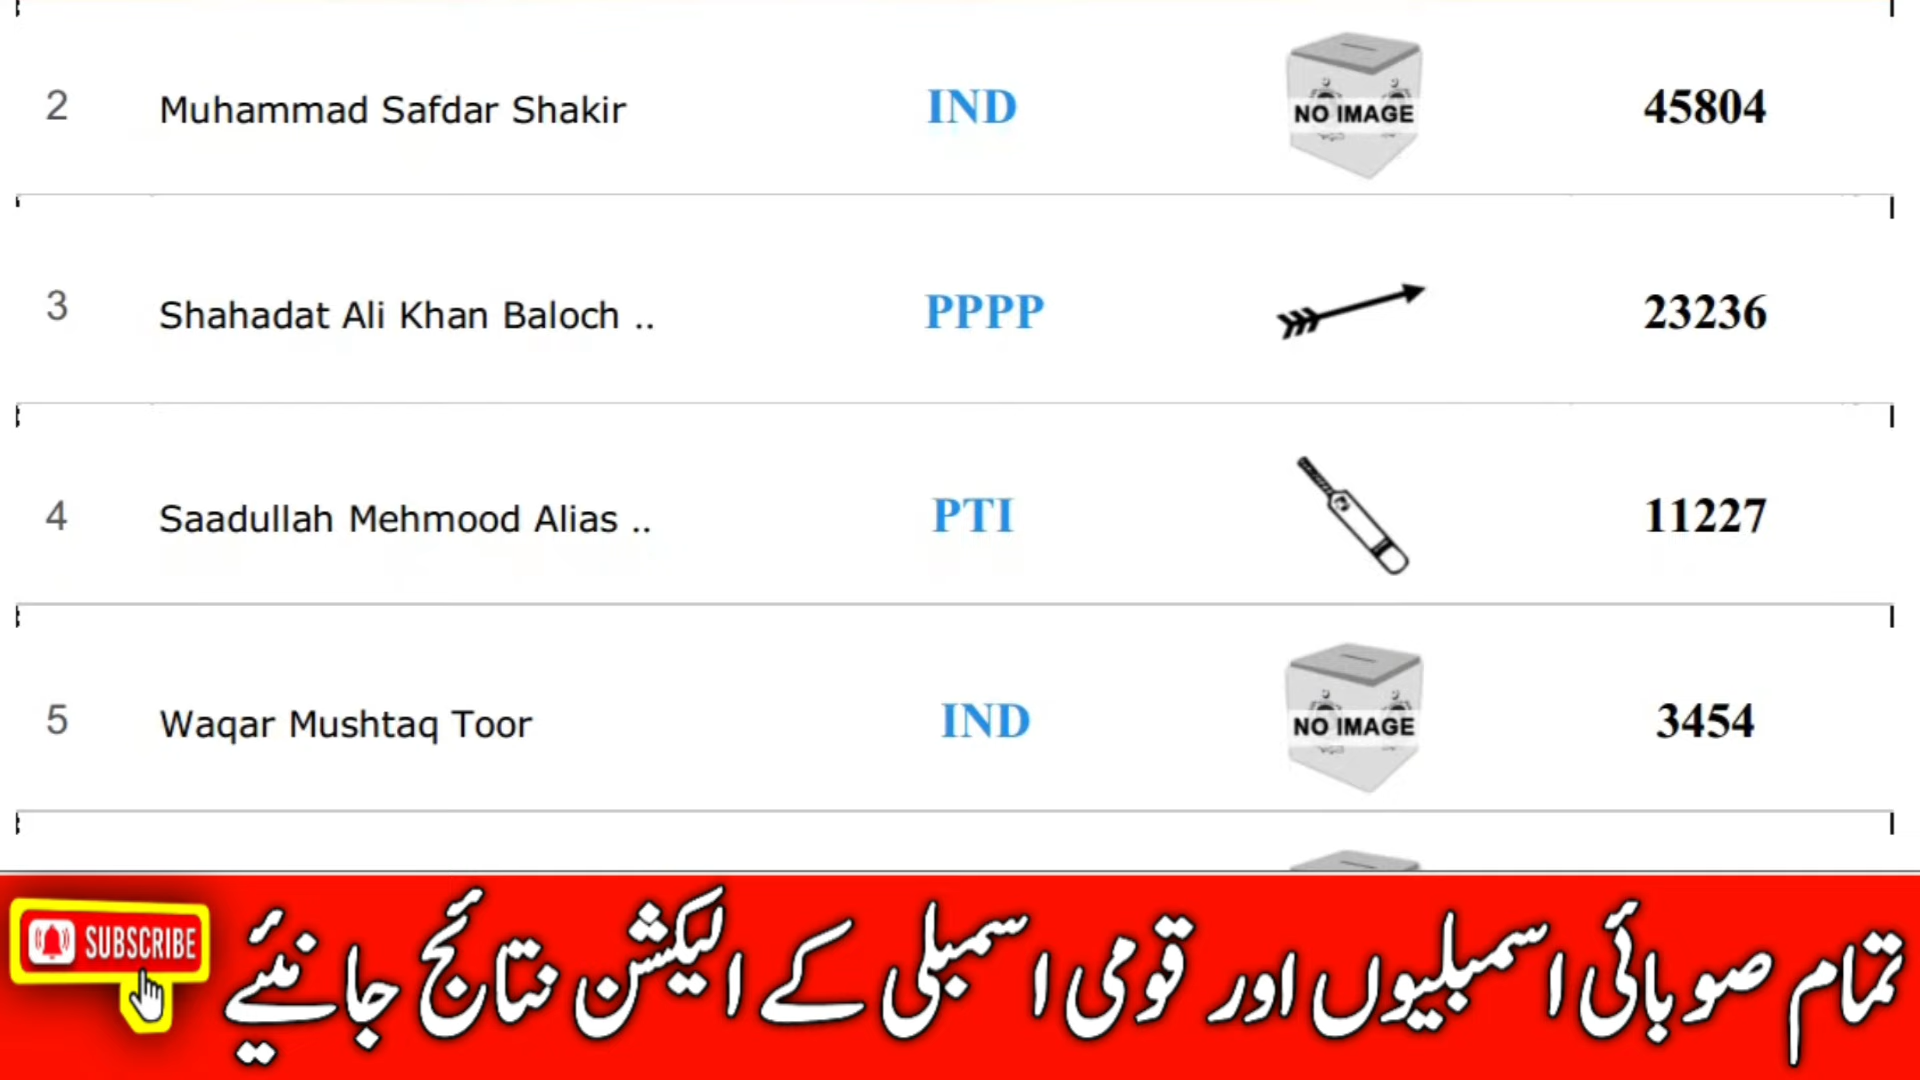 2 Muhammad Safdar Shakir IND NO IMAGE 45804
3 Shahadat Ali Khan Baloch .. PPPP 23236
4 Saadullah Mehmood Alias .. PTI 11227
5 Waqar Mushtaq Toor IND NO IMAGE 3454
SUBSCRIBE
تمام صوبائی اسمبلیوں اور قومی اسمبلی کے الیکشن نتائج جانیئے